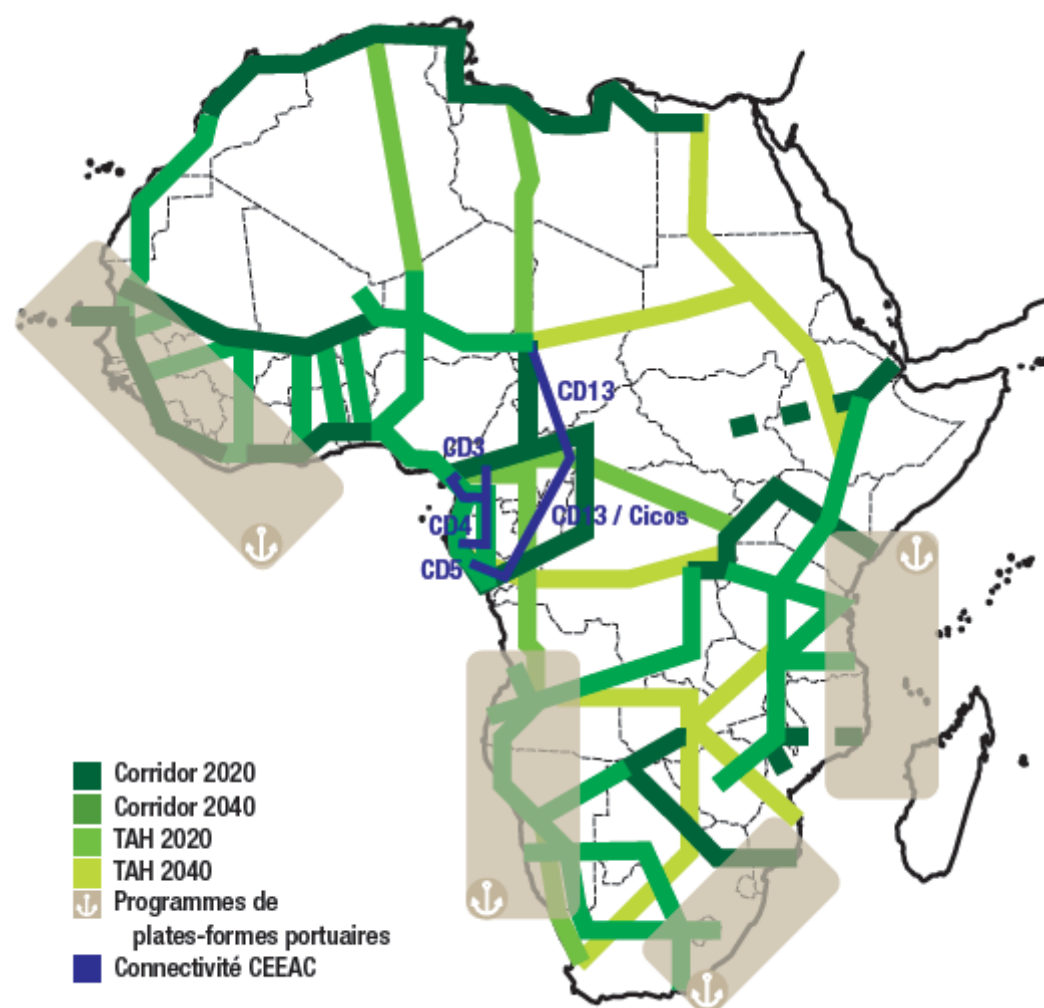 CD13
CD3
CD4
CD13 / Cicos
CD5
Corridor 2020
Corridor 2040
TAH 2020
TAH 2040
Programmes de
plates-formes portuaires
Connectivité CEEAC